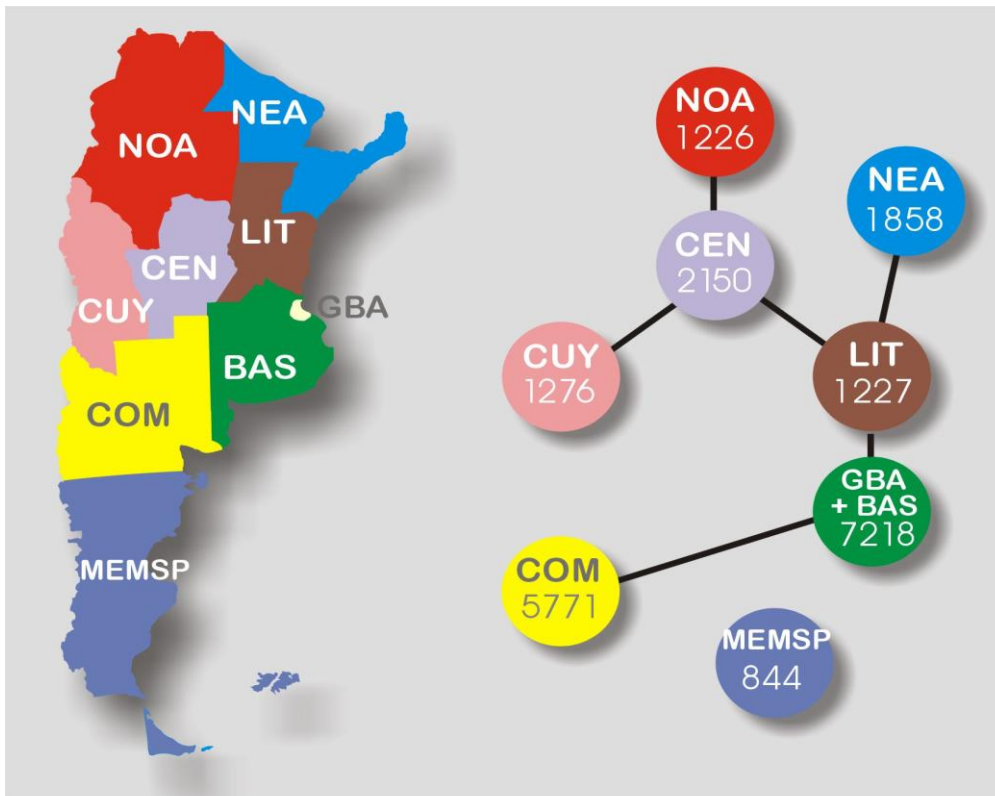 NOA
NEA
LIT
CEN
CUY
GBA
BAS
COM
MEMSP
NOA
1226
NEA
1858
CEN
2150
CUY
1276
LIT
1227
GBA
+ BAS
7218
COM
5771
MEMSP
844